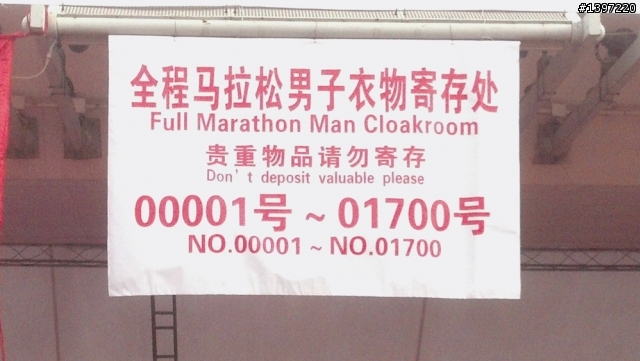 #1397220
全程马拉松男子衣物寄存处
Full Marathon Man Cloakroom
贵重物品请勿寄存
Don't deposit valuable please
00001号~01700号
NO.00001~NO.01700